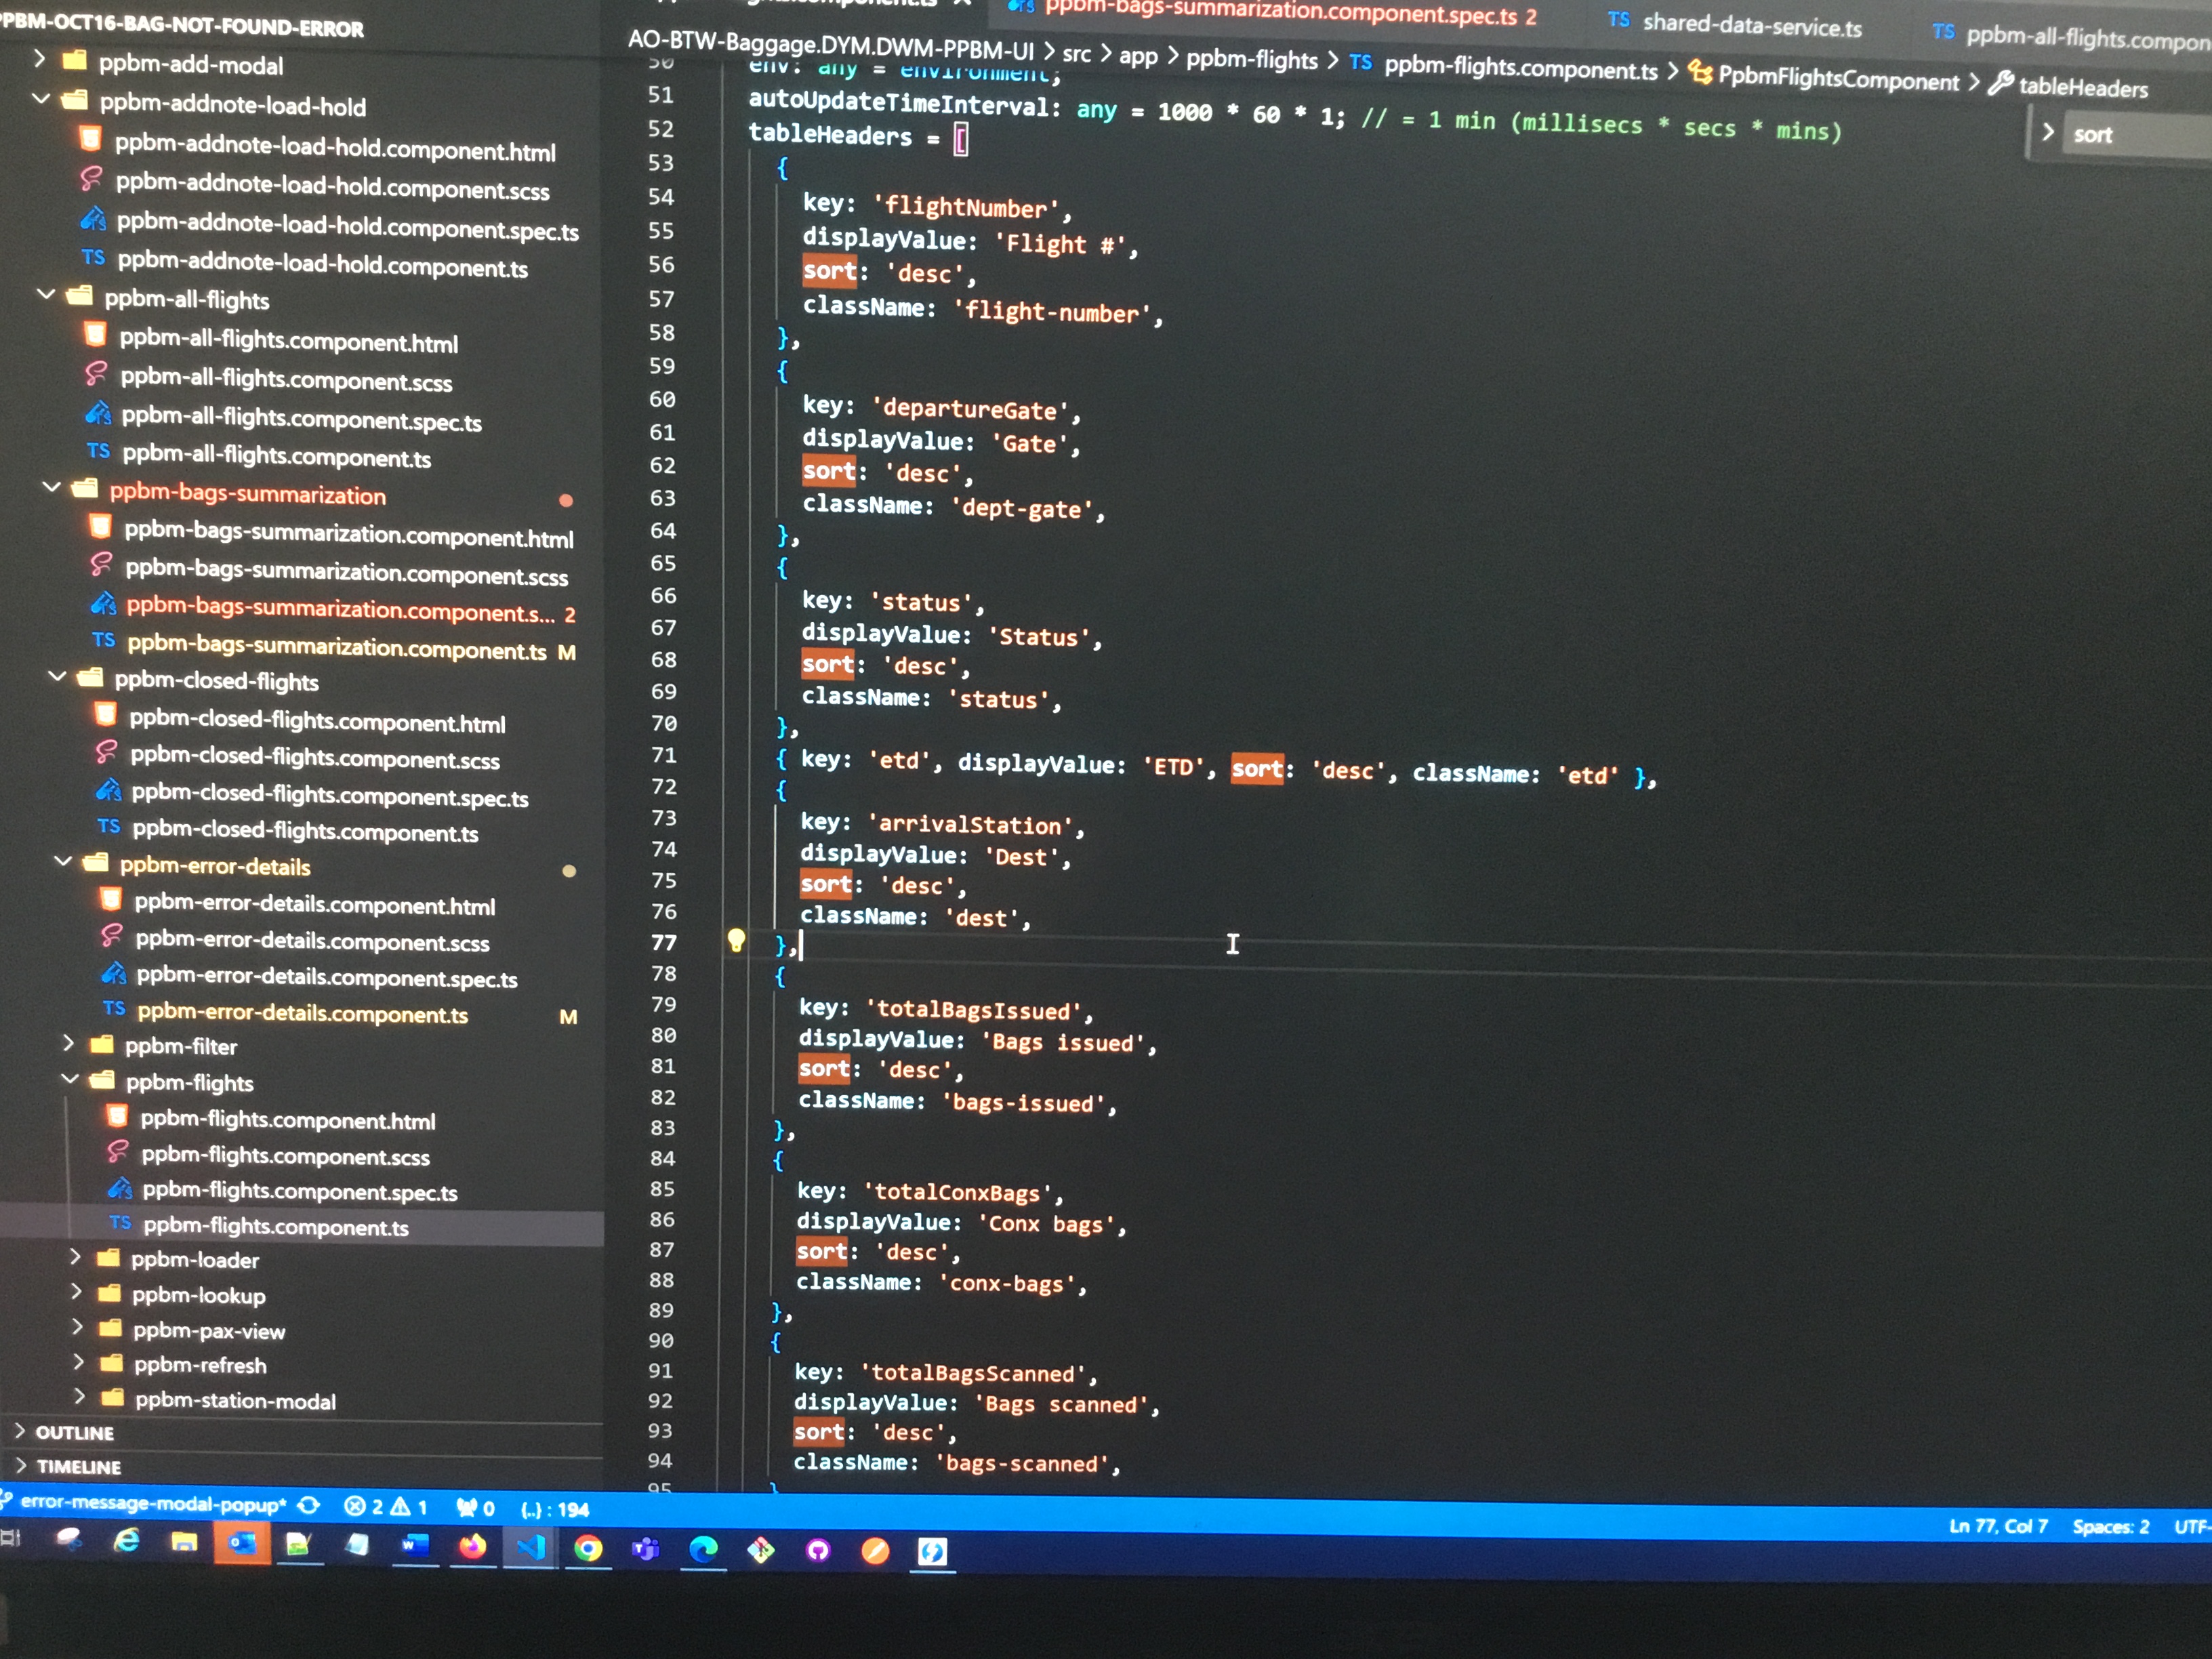 PPBM-OCT16-BAG-NOT-FOUND-ERROR
ppbm-add-modal
ppbm-addnote-load-hold
ppbm-addnote-load-hold.component.html
ppbm-addnote-load-hold.component.scss
ppbm-addnote-load-hold.component.spec.ts
TS ppbm-addnote-load-hold.component.ts
ppbm-all-flights
ppbm-all-flights.component.html
ppbm-all-flights.component.scss
ppbm-all-flights.component.spec.ts
TS ppbm-all-flights.component.ts
ppbm-bags-summarization
ppbm-bags-summarization.component.html
ppbm-bags-summarization.component.scss
ppbm-bags-summarization.component.s... 2
TS ppbm-bags-summarization.component.ts M
ppbm-closed-flights
ppbm-closed-flights.component.html
ppbm-closed-flights.component.scss
ppbm-closed-flights.component.spec.ts
TS ppbm-closed-flights.component.ts
ppbm-error-details
ppbm-error-details.component.html
ppbm-error-details.component.scss
ppbm-error-details.component.spec.ts
TS ppbm-error-details.component.ts M
ppbm-filter
ppbm-flights
ppbm-flights.component.html
ppbm-flights.component.scss
ppbm-flights.component.spec.ts
TS ppbm-flights.component.ts
ppbm-loader
ppbm-lookup
ppbm-pax-view
ppbm-refresh
ppbm-station-modal
OUTLINE
TIMELINE
ppbm-bags-summarization.component.spec.ts 2
TS shared-data-service.ts
TS ppbm-all-flights.compon
AO-BTW-Baggage.DYM.DWM-PPBM-UI > src > app > ppbm-flights > TS ppbm-flights.component.ts > PpbmFlightsComponent > tableHeaders
> sort
50 env: any = environment;
51 autoUpdateTimeInterval: any = 1000 * 60 * 1; // = 1 min (millisecs * secs * mins)
52 tableHeaders = [
53 {
54 key: 'flightNumber',
55 displayValue: 'Flight #',
56 sort: 'desc',
57 className: 'flight-number',
58 },
59 {
60 key: 'departureGate',
61 displayValue: 'Gate',
62 sort: 'desc',
63 className: 'dept-gate',
64 },
65 {
66 key: 'status',
67 displayValue: 'Status',
68 sort: 'desc',
69 className: 'status',
70 },
71 { key: 'etd', displayValue: 'ETD', sort: 'desc', className: 'etd' },
72 {
73 key: 'arrivalStation',
74 displayValue: 'Dest',
75 sort: 'desc',
76 className: 'dest',
77 },
78 {
79 key: 'totalBagsIssued',
80 displayValue: 'Bags issued',
81 sort: 'desc',
82 className: 'bags-issued',
83 },
84 {
85 key: 'totalConxBags',
86 displayValue: 'Conx bags',
87 sort: 'desc',
88 className: 'conx-bags',
89 },
90 {
91 key: 'totalBagsScanned',
92 displayValue: 'Bags scanned',
93 sort: 'desc',
94 className: 'bags-scanned',
95 }
error-message-modal-popup* 2 1 0 {..} : 194
Ln 77, Col 7 Spaces: 2 UTF-